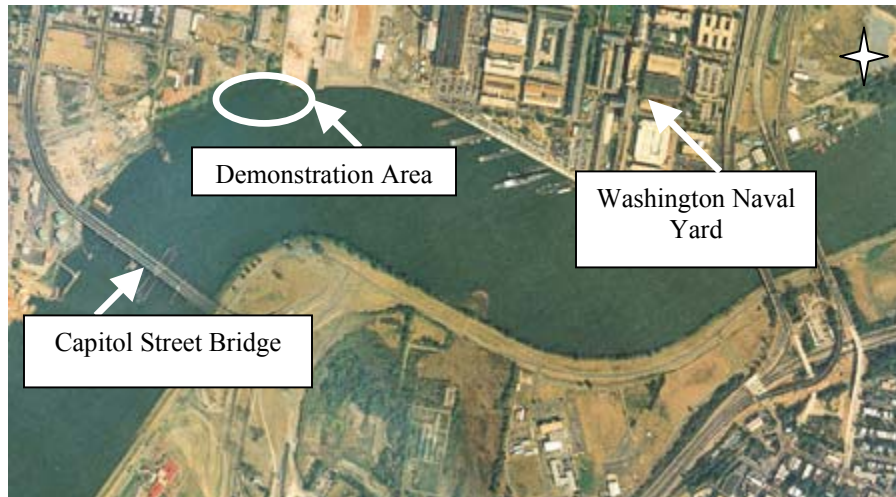 Demonstration Area
Washington Naval
Yard
Capitol Street Bridge